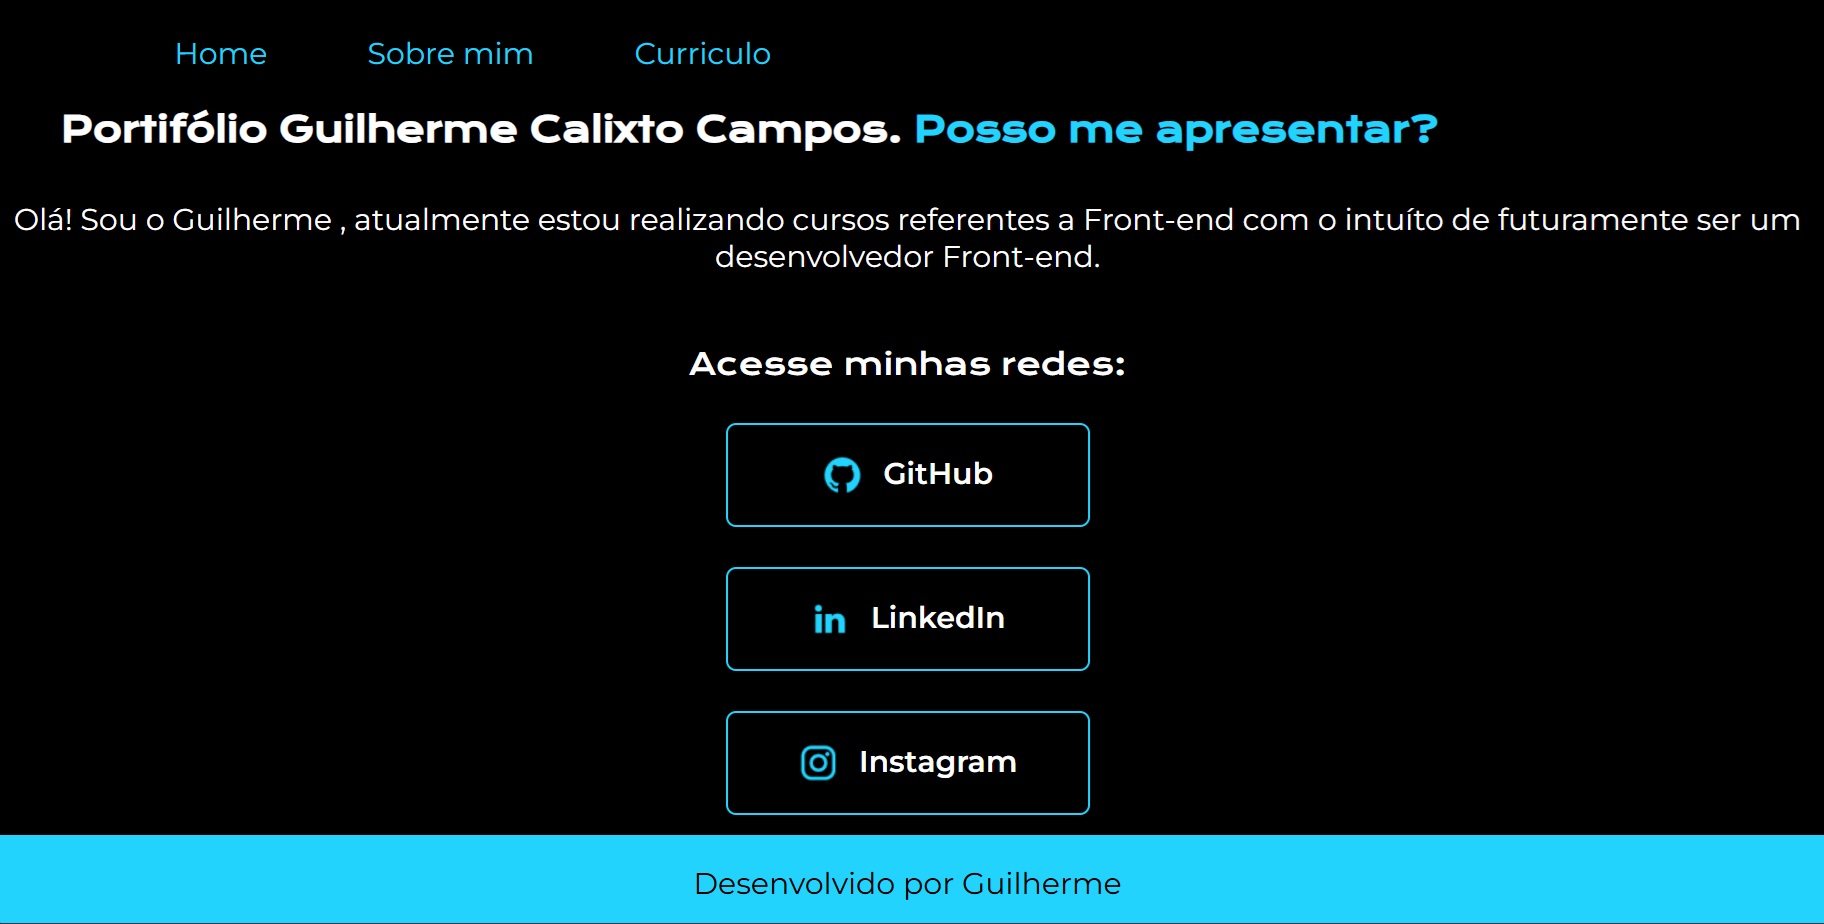 Home Sobre mim Curriculo
Portifólio Guilherme Calixto Campos. Posso me apresentar?
Olá! Sou o Guilherme , atualmente estou realizando cursos referentes a Front-end com o intuíto de futuramente ser um
desenvolvedor Front-end.
Acesse minhas redes:
GitHub
in LinkedIn
Instagram
Desenvolvido por Guilherme